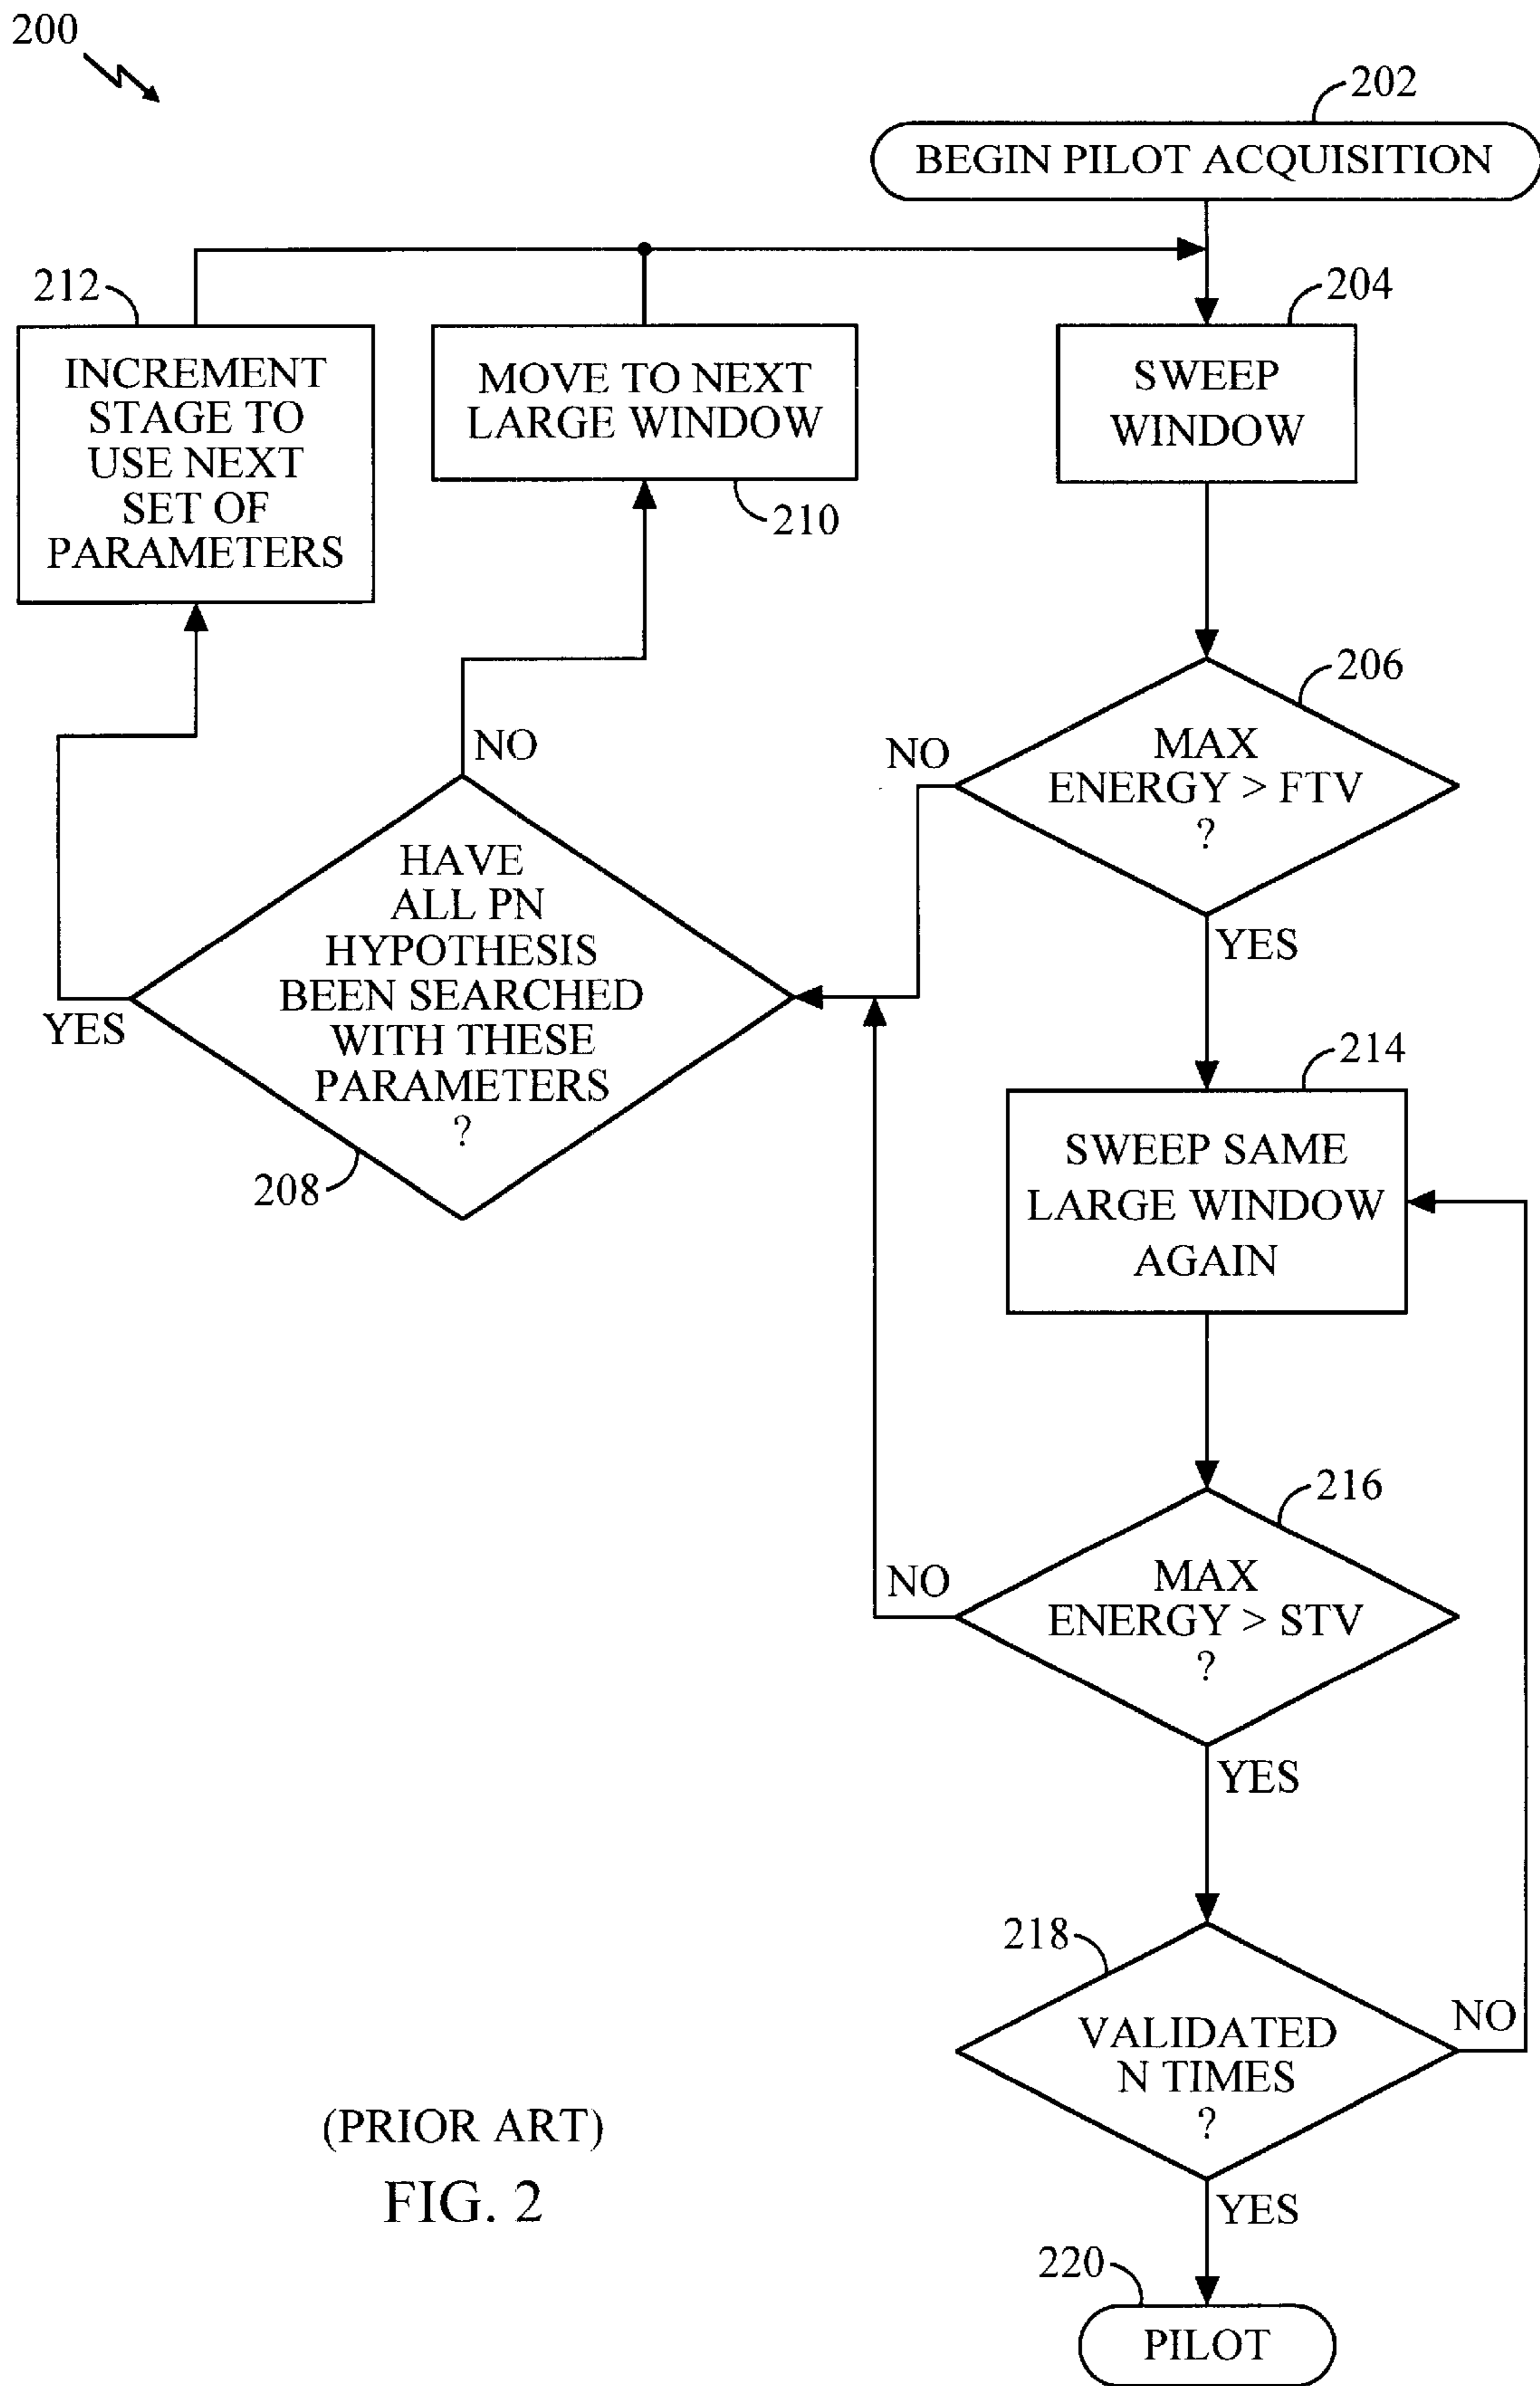 200
202
BEGIN PILOT ACQUISITION
212
INCREMENT
STAGE TO
USE NEXT
SET OF
PARAMETERS
MOVE TO NEXT
LARGE WINDOW
210
204
SWEEP
WINDOW
206
MAX
ENERGY > FTV
?
NO
YES
NO
HAVE
ALL PN
HYPOTHESIS
BEEN SEARCHED
WITH THESE
PARAMETERS
?
YES
208
214
SWEEP SAME
LARGE WINDOW
AGAIN
216
MAX
ENERGY > STV
?
NO
YES
218
VALIDATED
N TIMES
?
NO
YES
220
PILOT
(PRIOR ART)
FIG. 2